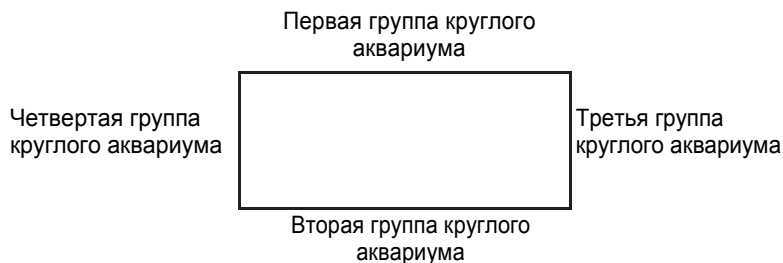 Первая группа круглого
аквариума
Четвертая группа
круглого аквариума
Третья группа
круглого аквариума
Вторая группа круглого
аквариума